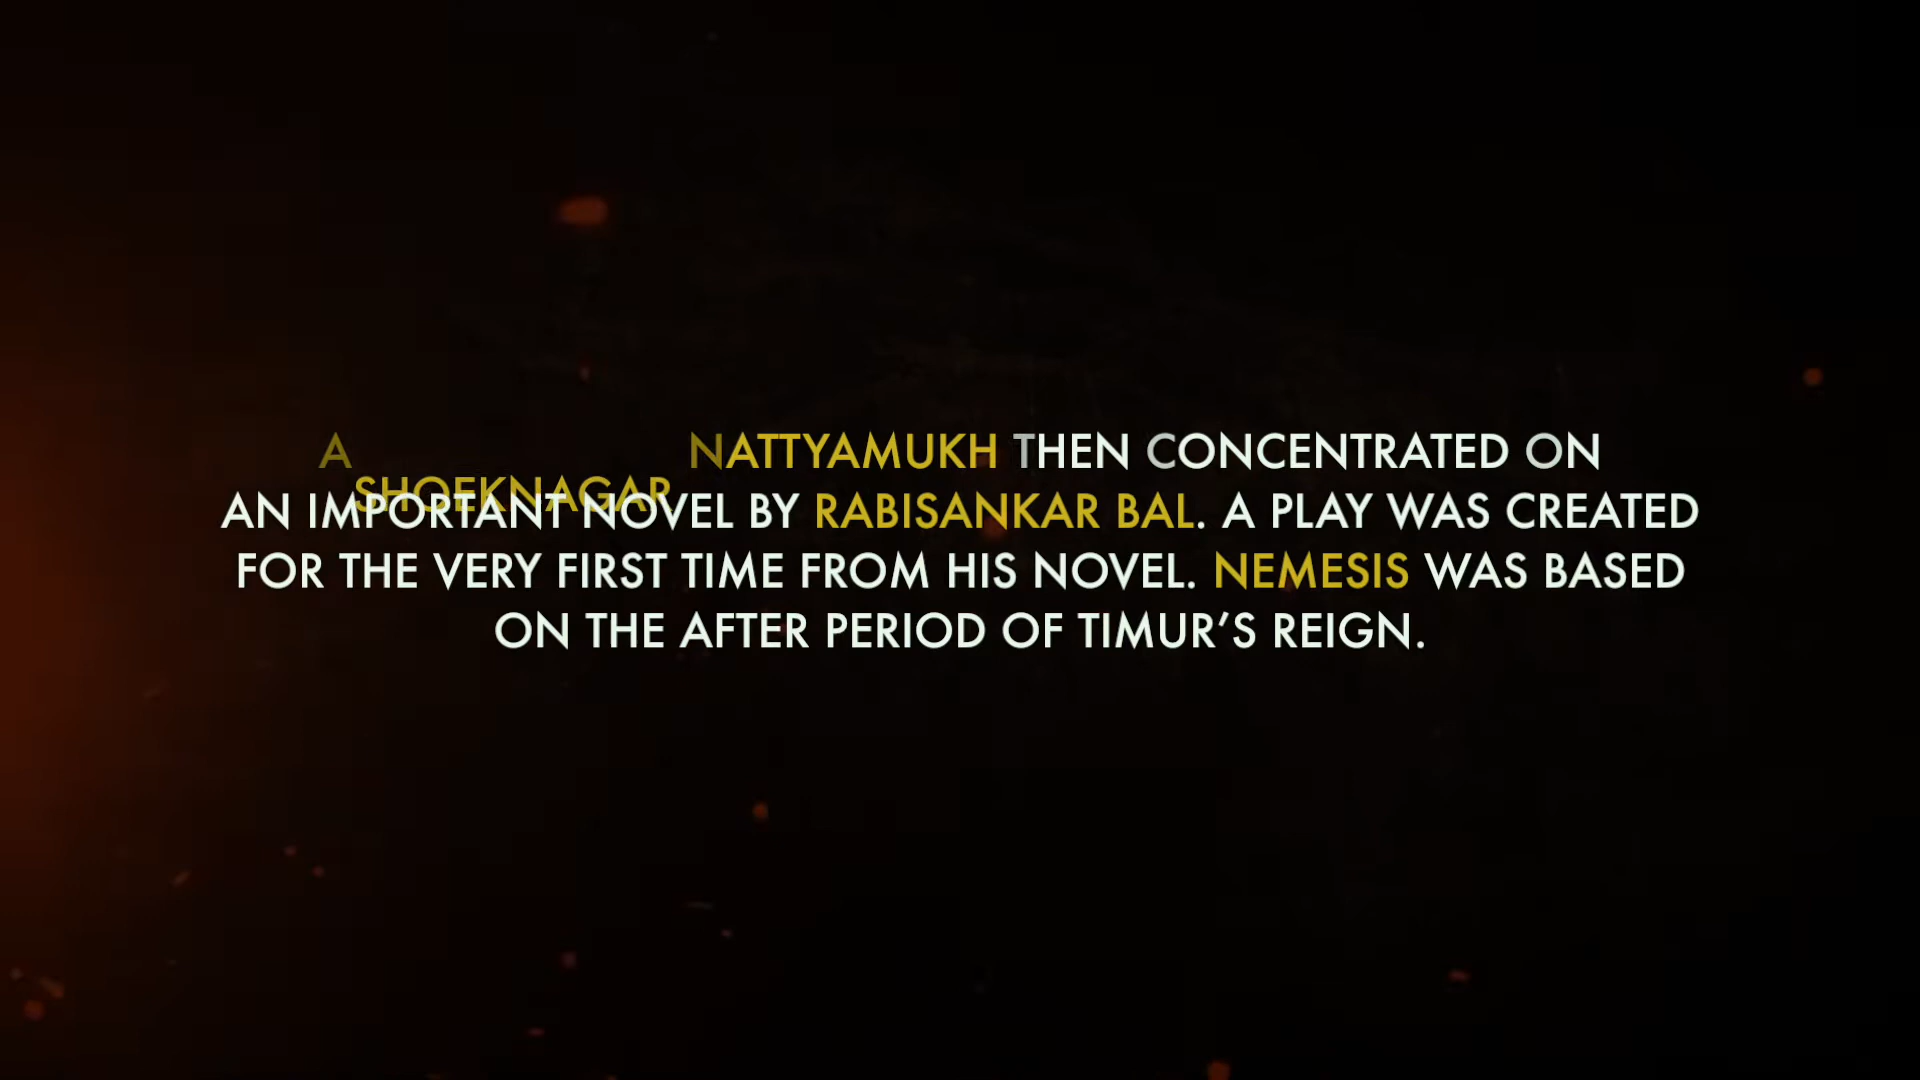 ASHOEKNAGAR NATTYAMUKH THEN CONCENTRATED ON
AN IMPORTANT NOVEL BY RABISANKAR BAL. A PLAY WAS CREATED
FOR THE VERY FIRST TIME FROM HIS NOVEL. NEMESIS WAS BASED
ON THE AFTER PERIOD OF TIMUR’S REIGN.